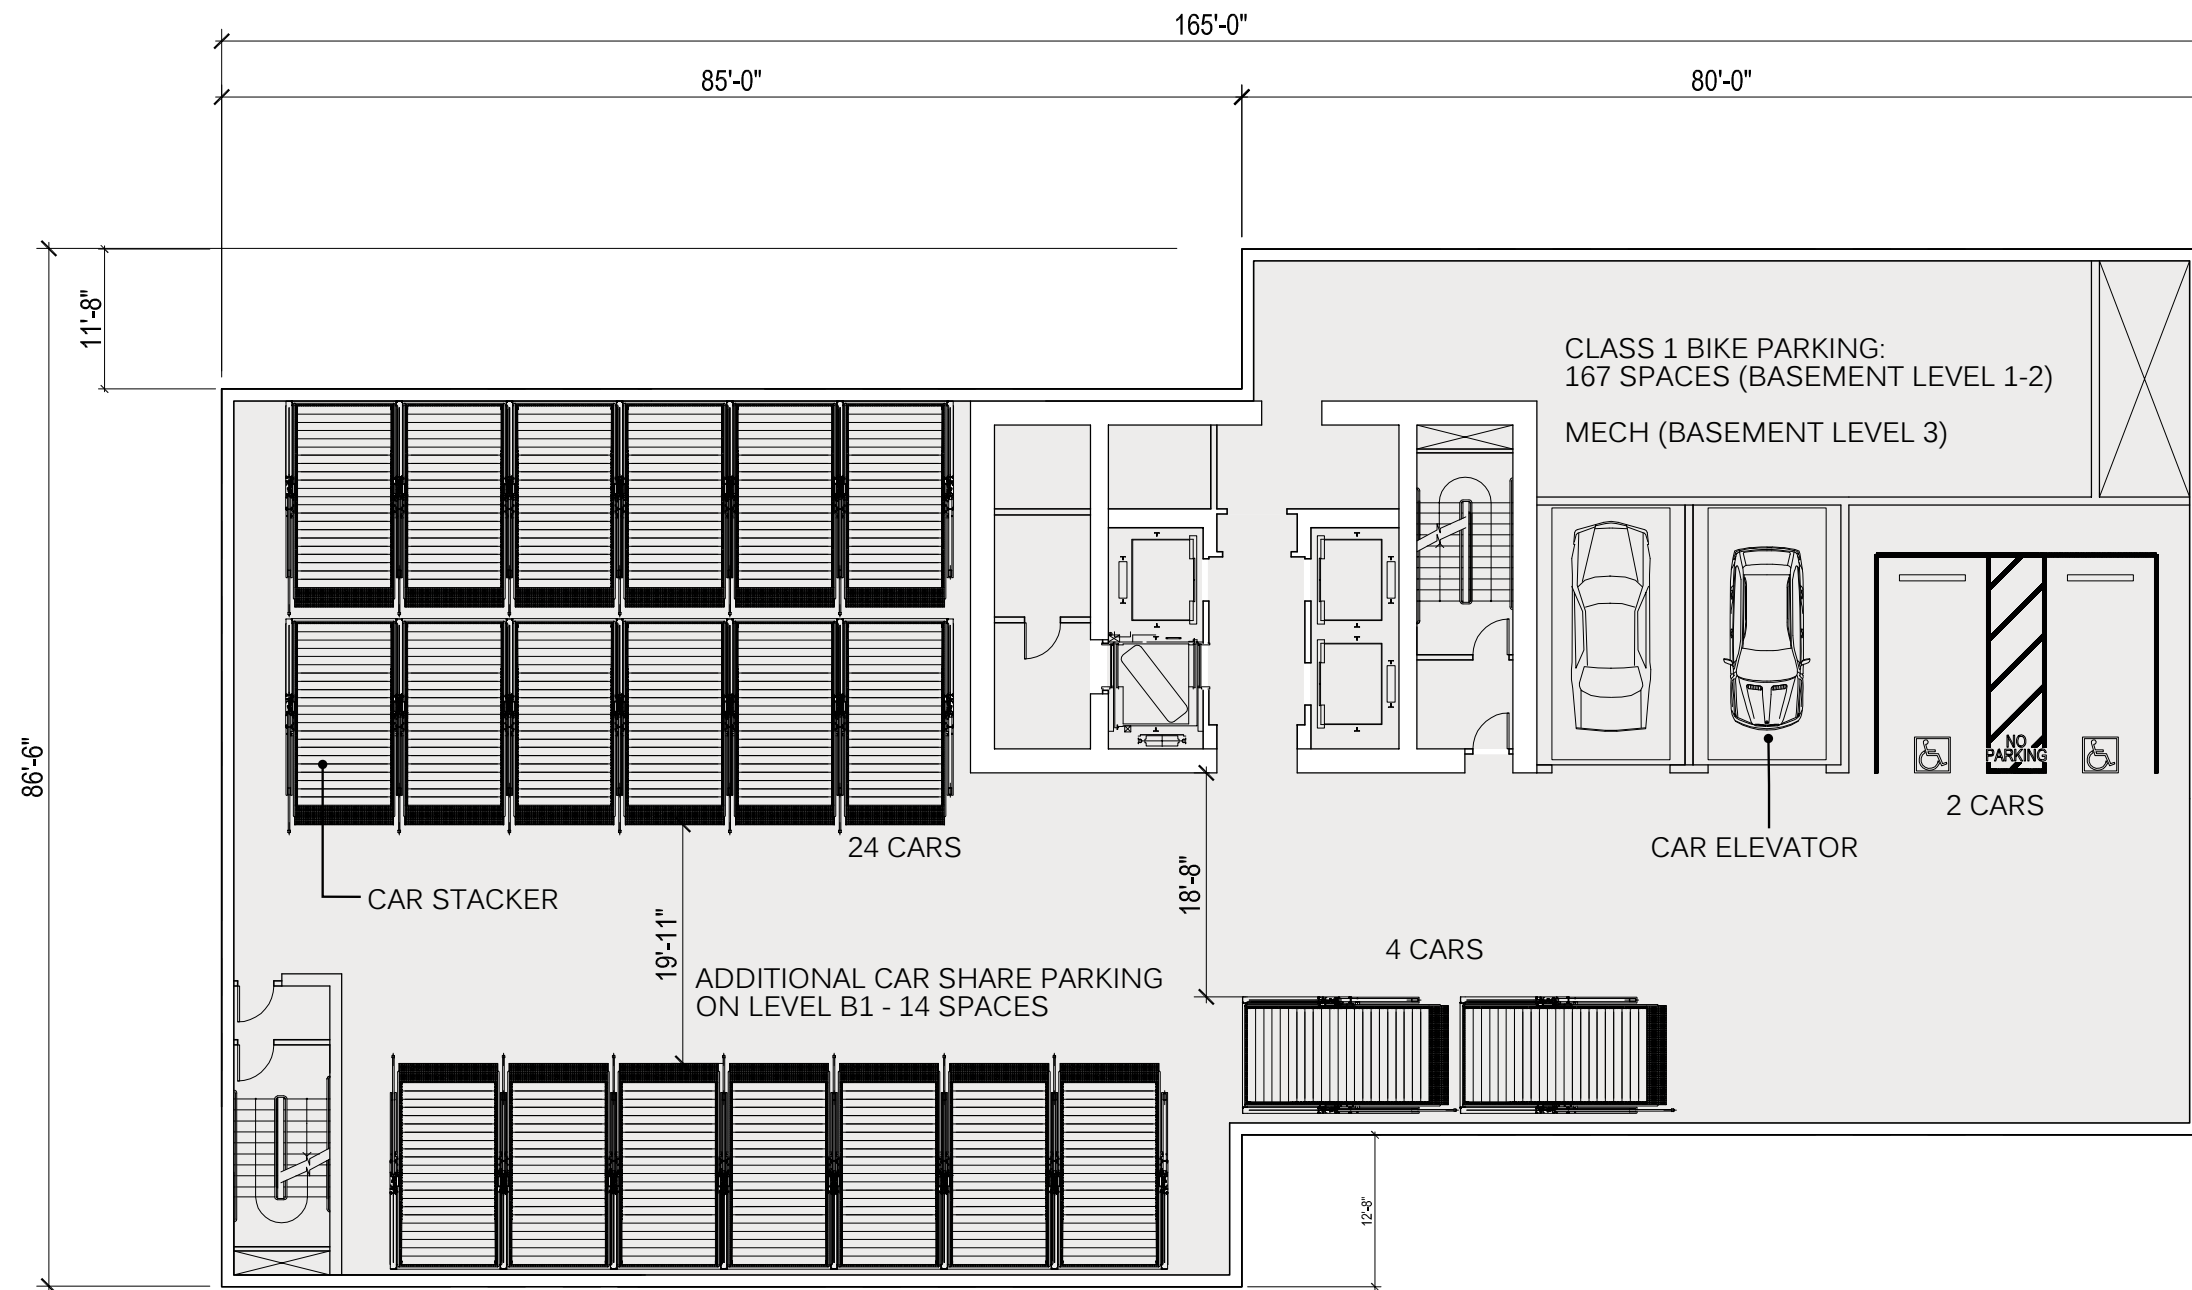 165'-0"
85'-0"
80'-0"
11'-8"
86'-6"
CLASS 1 BIKE PARKING:
167 SPACES (BASEMENT LEVEL 1-2)
MECH (BASEMENT LEVEL 3)
NO
PARKING
2 CARS
24 CARS
CAR ELEVATOR
CAR STACKER
18'-8"
19'-11"
4 CARS
ADDITIONAL CAR SHARE PARKING
ON LEVEL B1 - 14 SPACES
12'-8"